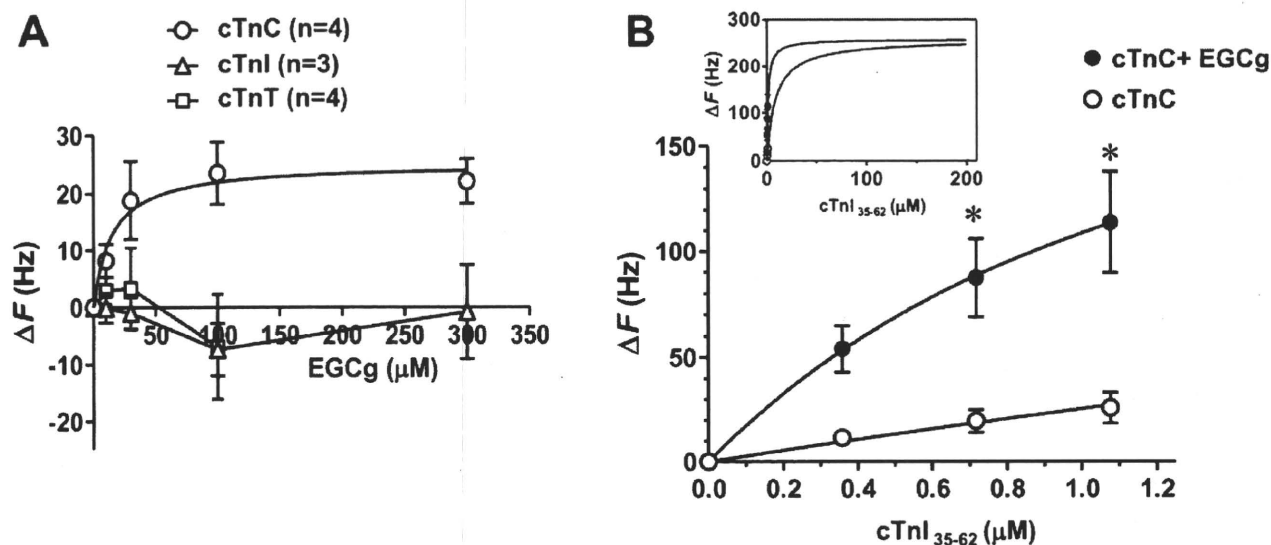 A
cTnC (n=4)
cTnI (n=3)
cTnT (n=4)
30
20
10
0
-10
-20
ΔF (Hz)
50 100 150 200 250 300 350
EGCg (μM)
B
300
200
100
0
ΔF (Hz)
0 100 200
cTnI 35-62 (μM)
cTnC+ EGCg
cTnC
150
100
50
0
ΔF (Hz)
* *
0.0 0.2 0.4 0.6 0.8 1.0 1.2
cTnI 35-62 (μM)